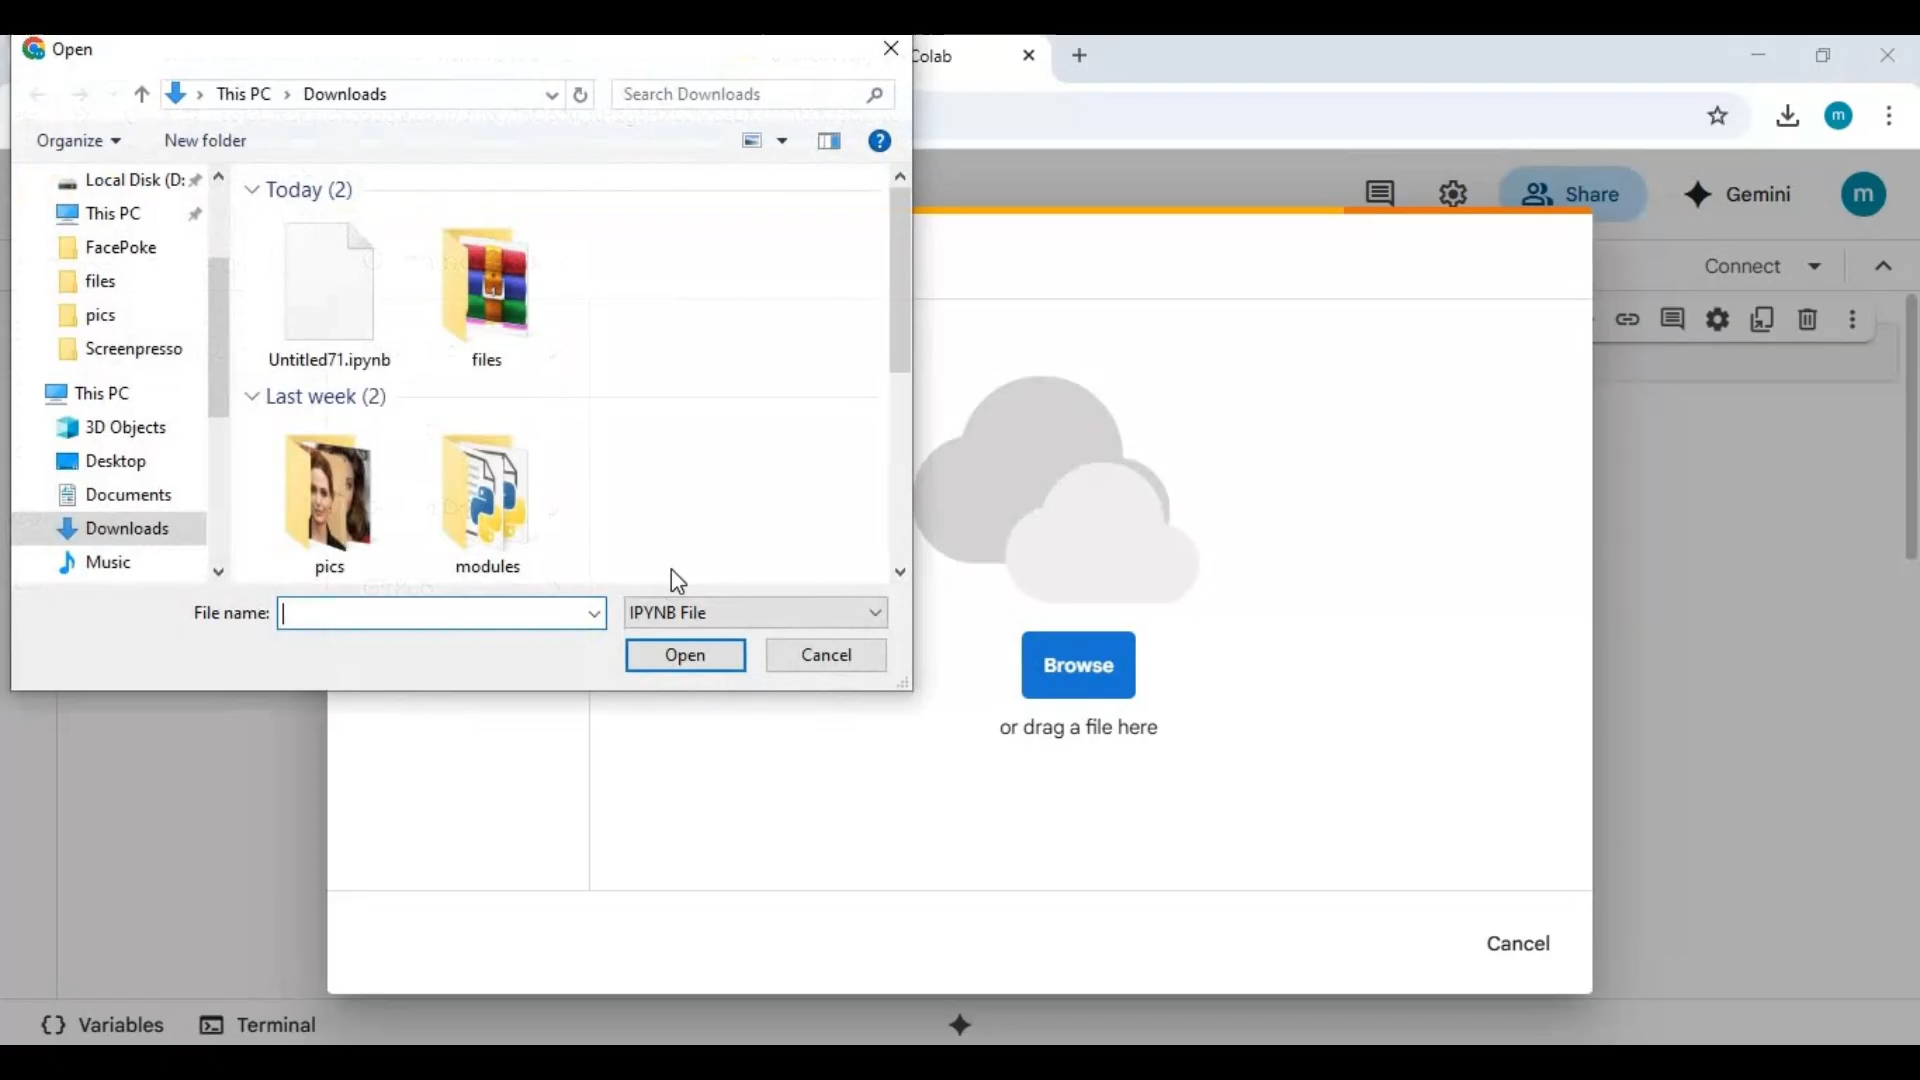 Open
Colab
This PC
Downloads
Search Downloads
Organize
New folder
m
Local Disk (D:
This PC
FacePoke
files
pics
Screenpresso
This PC
3D Objects
Desktop
Documents
Downloads
Music
Today (2)
Untitled71.ipynb
files
Last week (2)
pics
modules
File name:
IPYNB File
Open
Cancel
Share
Gemini
m
Connect
Browse
or drag a file here
Cancel
Variables
Terminal